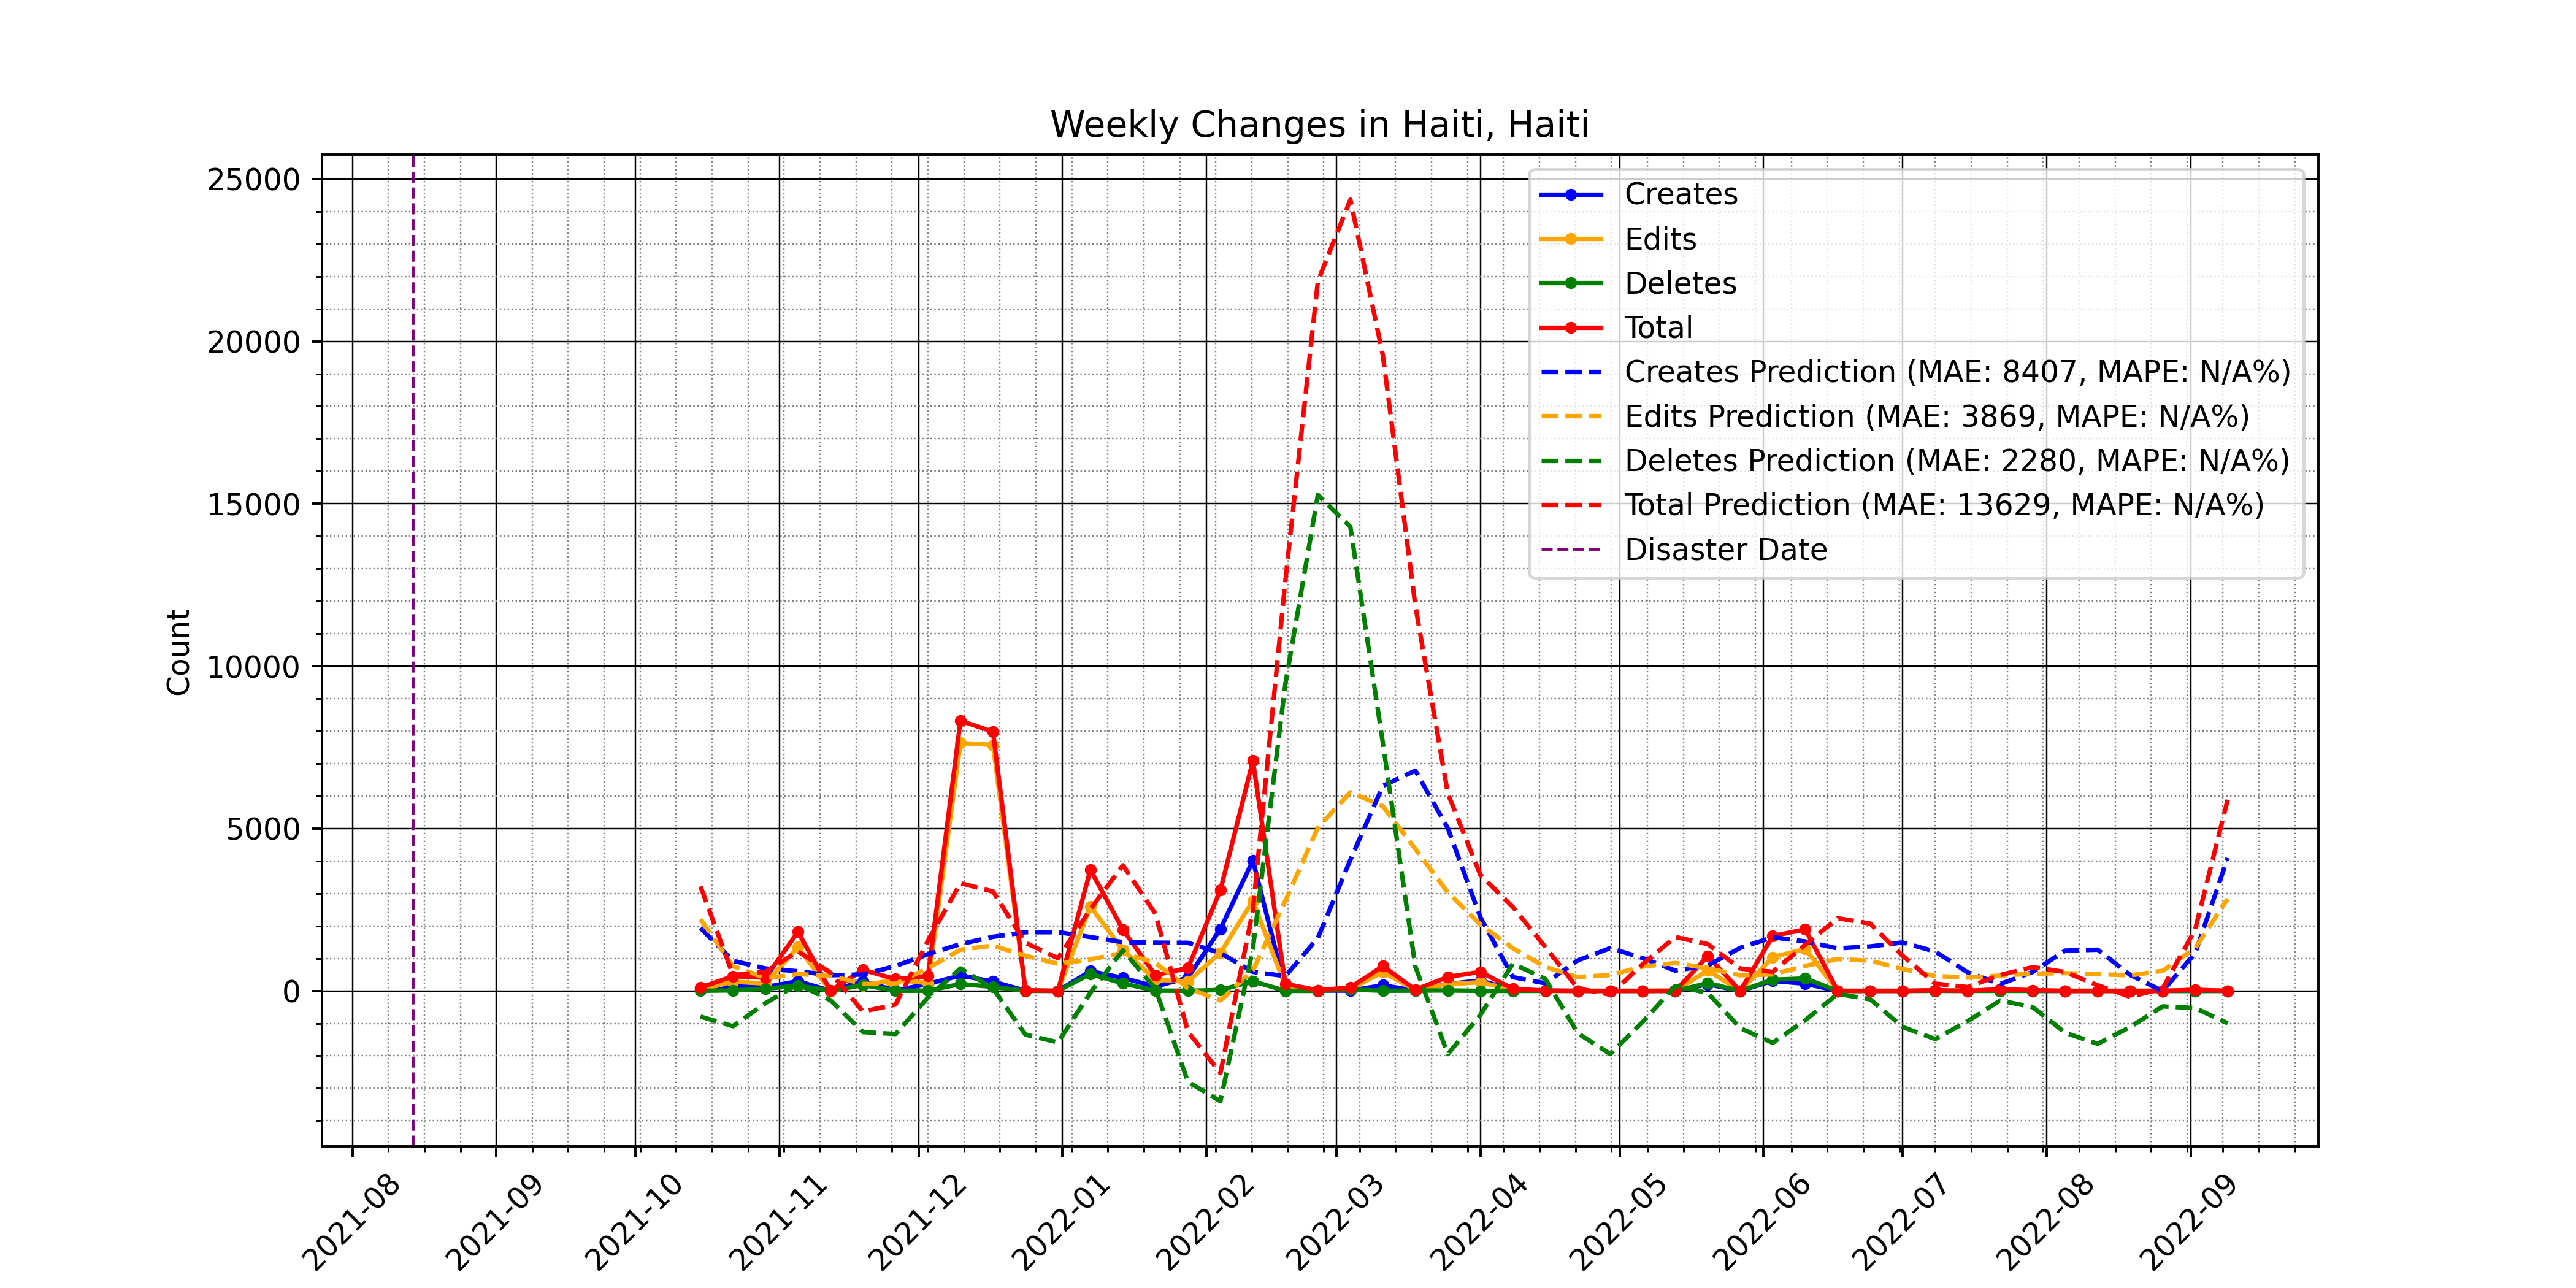 Weekly Changes in Haiti, Haiti
25000
20000
15000
10000
5000
0
Count
Creates
Edits
Deletes
Total
Creates Prediction (MAE: 8407, MAPE: N/A%)
Edits Prediction (MAE: 3869, MAPE: N/A%)
Deletes Prediction (MAE: 2280, MAPE: N/A%)
Total Prediction (MAE: 13629, MAPE: N/A%)
Disaster Date
2021-08
2021-09
2021-10
2021-11
2021-12
2022-01
2022-02
2022-03
2022-04
2022-05
2022-06
2022-07
2022-08
2022-09